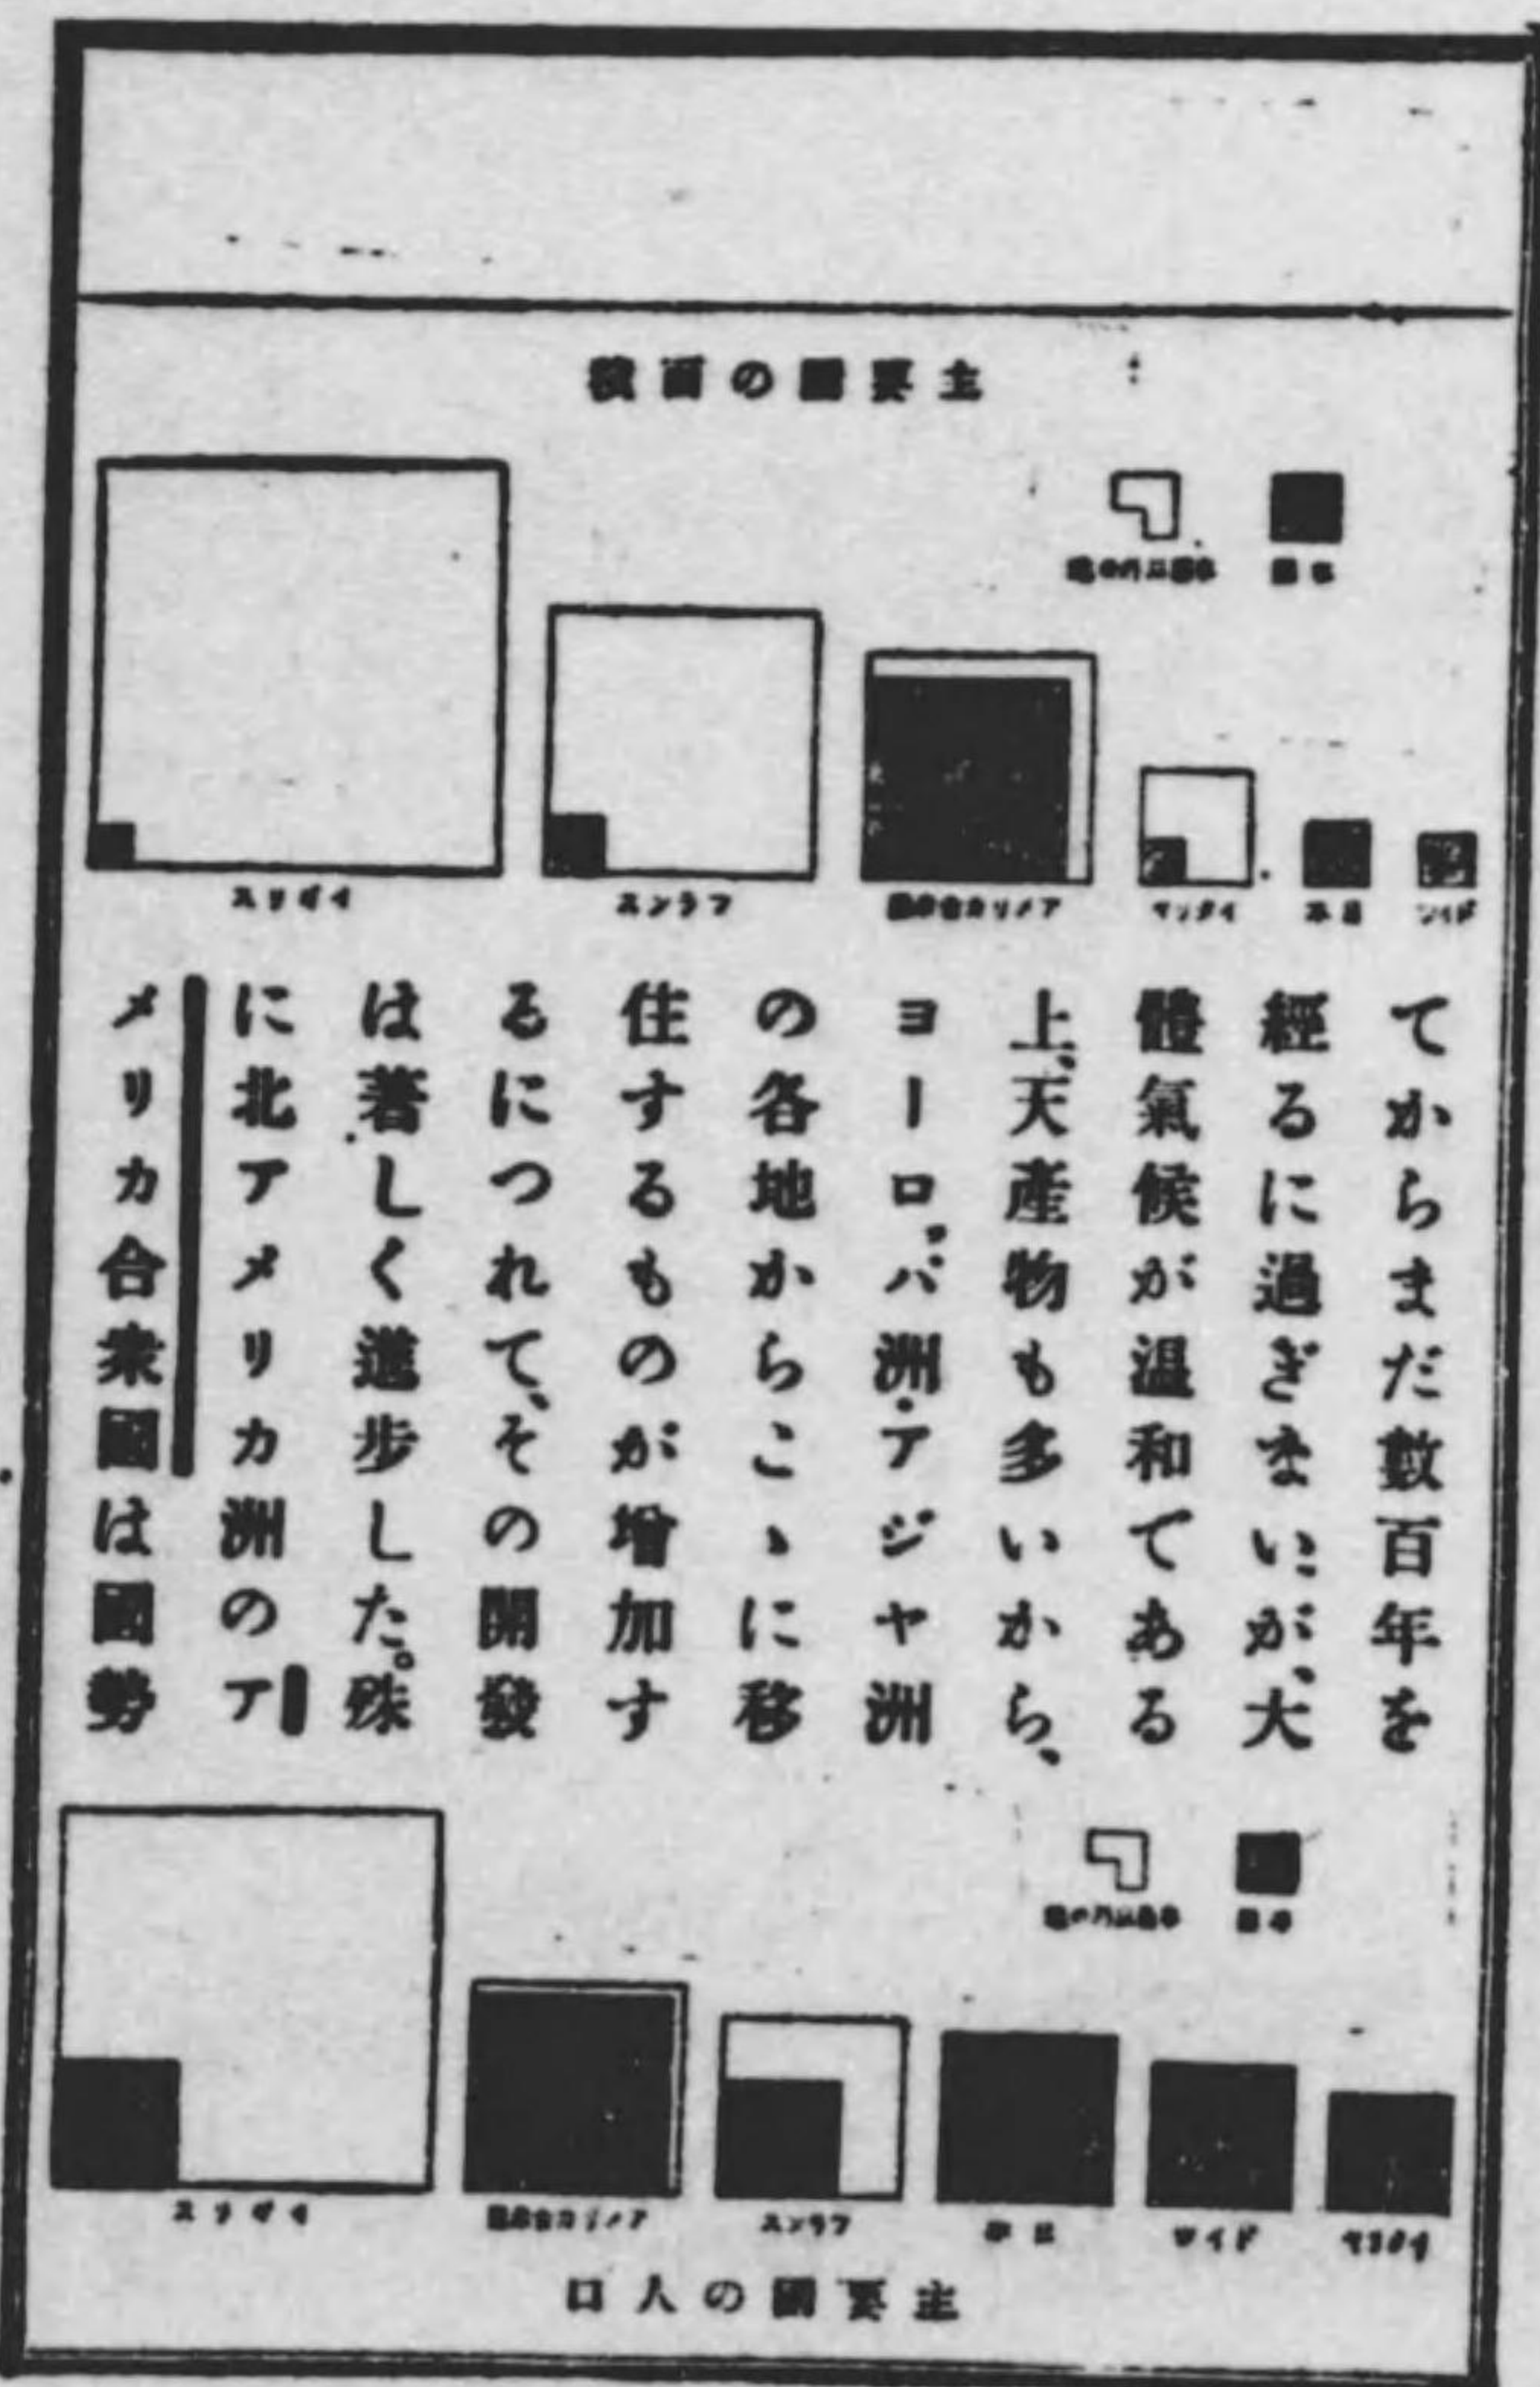 主要國の面積
本國
イギリス
フランス
アメリカ合衆國
イタリヤ
日本
ドイツ
てからまだ數百年を
經るに過ぎないが、大
體氣候が温和である
上、天產物も多いから、
ヨーロッパ洲・アジヤ洲
の各地からこゝに移
住するものが增加す
るにつれて、その開發
は著しく進步した。殊
に北アメリカ洲のア
メリカ合衆國は國勢
本國
イギリス
アメリカ合衆國
フランス
日本
ドイツ
イタリヤ
主要國の人口